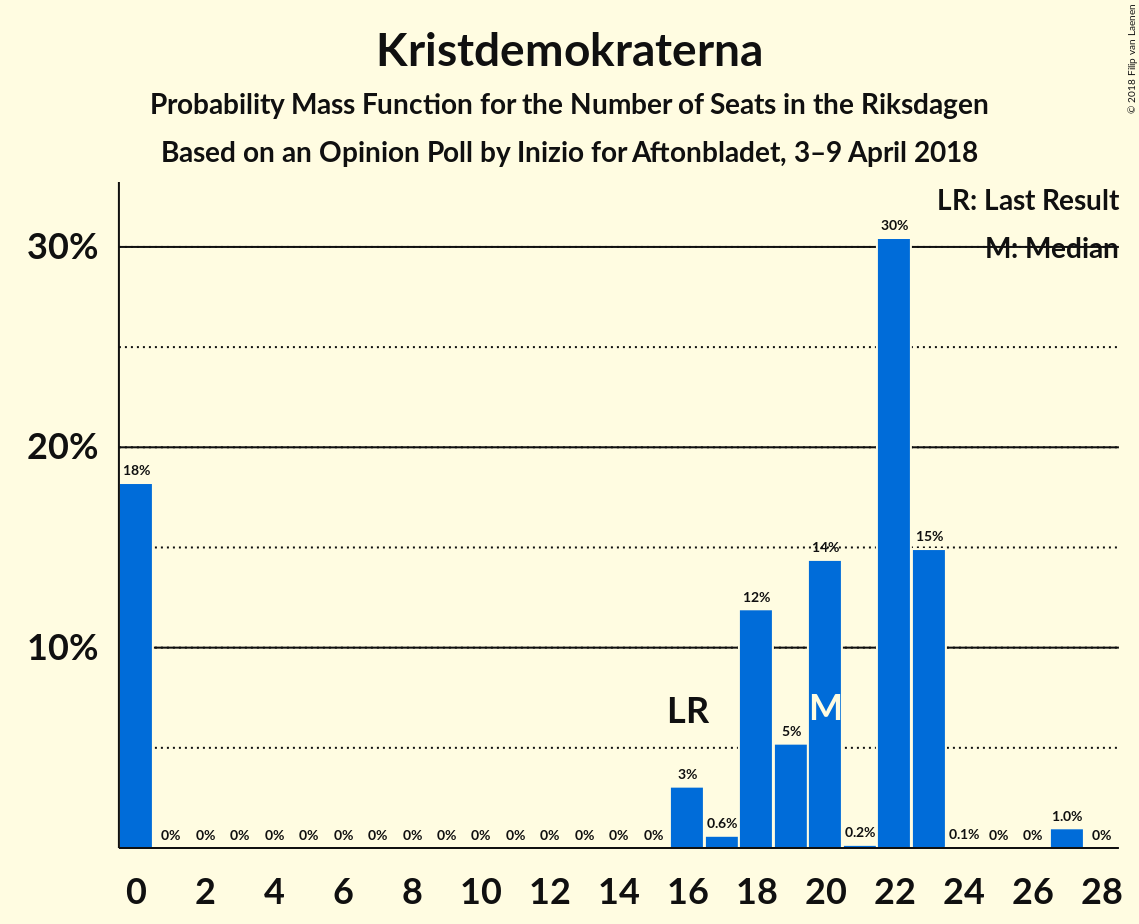 Kristdemokraterna
Probability Mass Function for the Number of Seats in the Riksdagen
Based on an Opinion Poll by Inizio for Aftonbladet, 3–9 April 2018
© 2018 Filip van Laenen
LR: Last Result
M: Median
30%
20%
10%
18% 0% 0% 0% 0% 0% 0% 0% 0% 0% 0% 0% 0% 0% 0% 0% 3% 0.6% 12% 5% 14% 0.2% 30% 15% 0.1% 0% 0% 1.0% 0%
LR
M
0 2 4 6 8 10 12 14 16 18 20 22 24 26 28